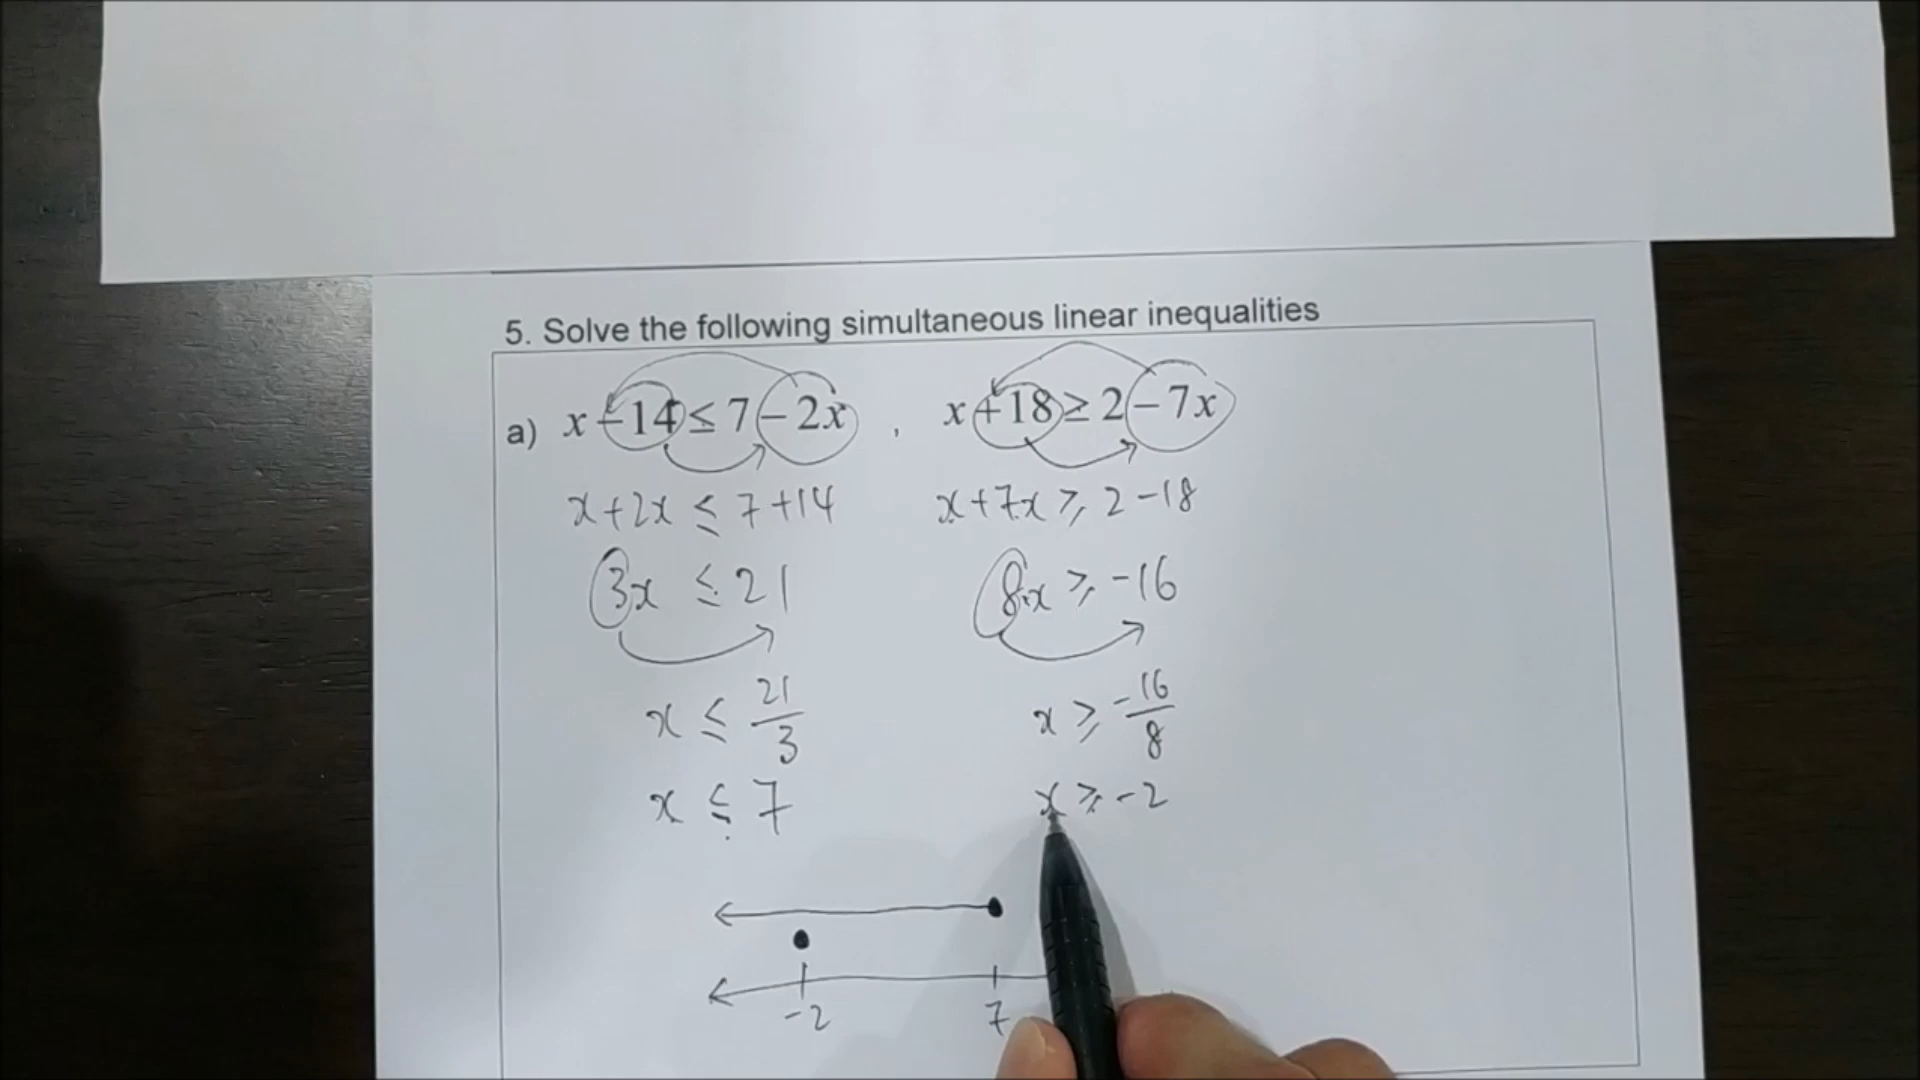 5. Solve the following simultaneous linear inequalities
a) x − 14 ≤ 7 − 2x , x + 18 ≥ 2 − 7x
x + 2x ≤ 7 + 14 x + 7x ≥ 2 − 18
3x ≤ 21 8x ≥ −16
x ≤ 21/3 x ≥ −16/8
x ≤ 7 x ≥ −2
−2 7